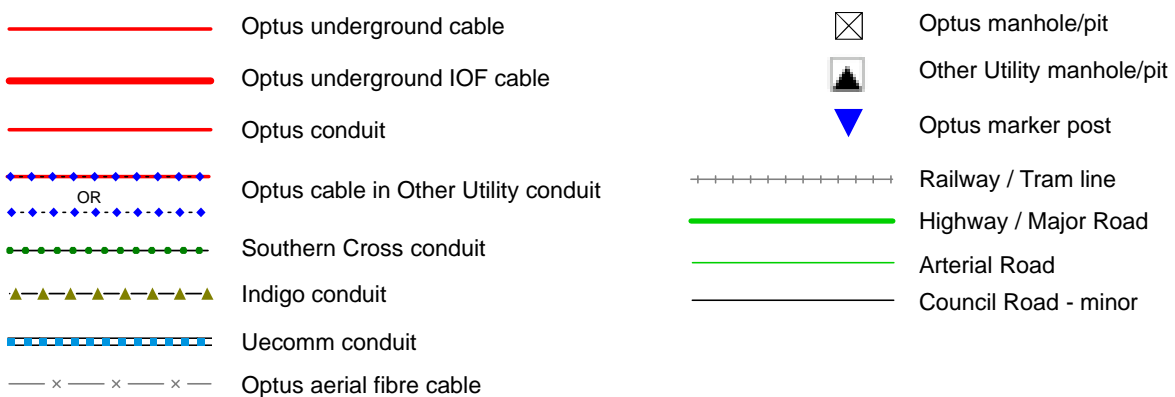 Optus underground cable
Optus underground IOF cable
Optus conduit
OR
Optus cable in Other Utility conduit
Southern Cross conduit
Indigo conduit
Uecomm conduit
Optus aerial fibre cable
Optus manhole/pit
Other Utility manhole/pit
Optus marker post
Railway / Tram line
Highway / Major Road
Arterial Road
Council Road - minor